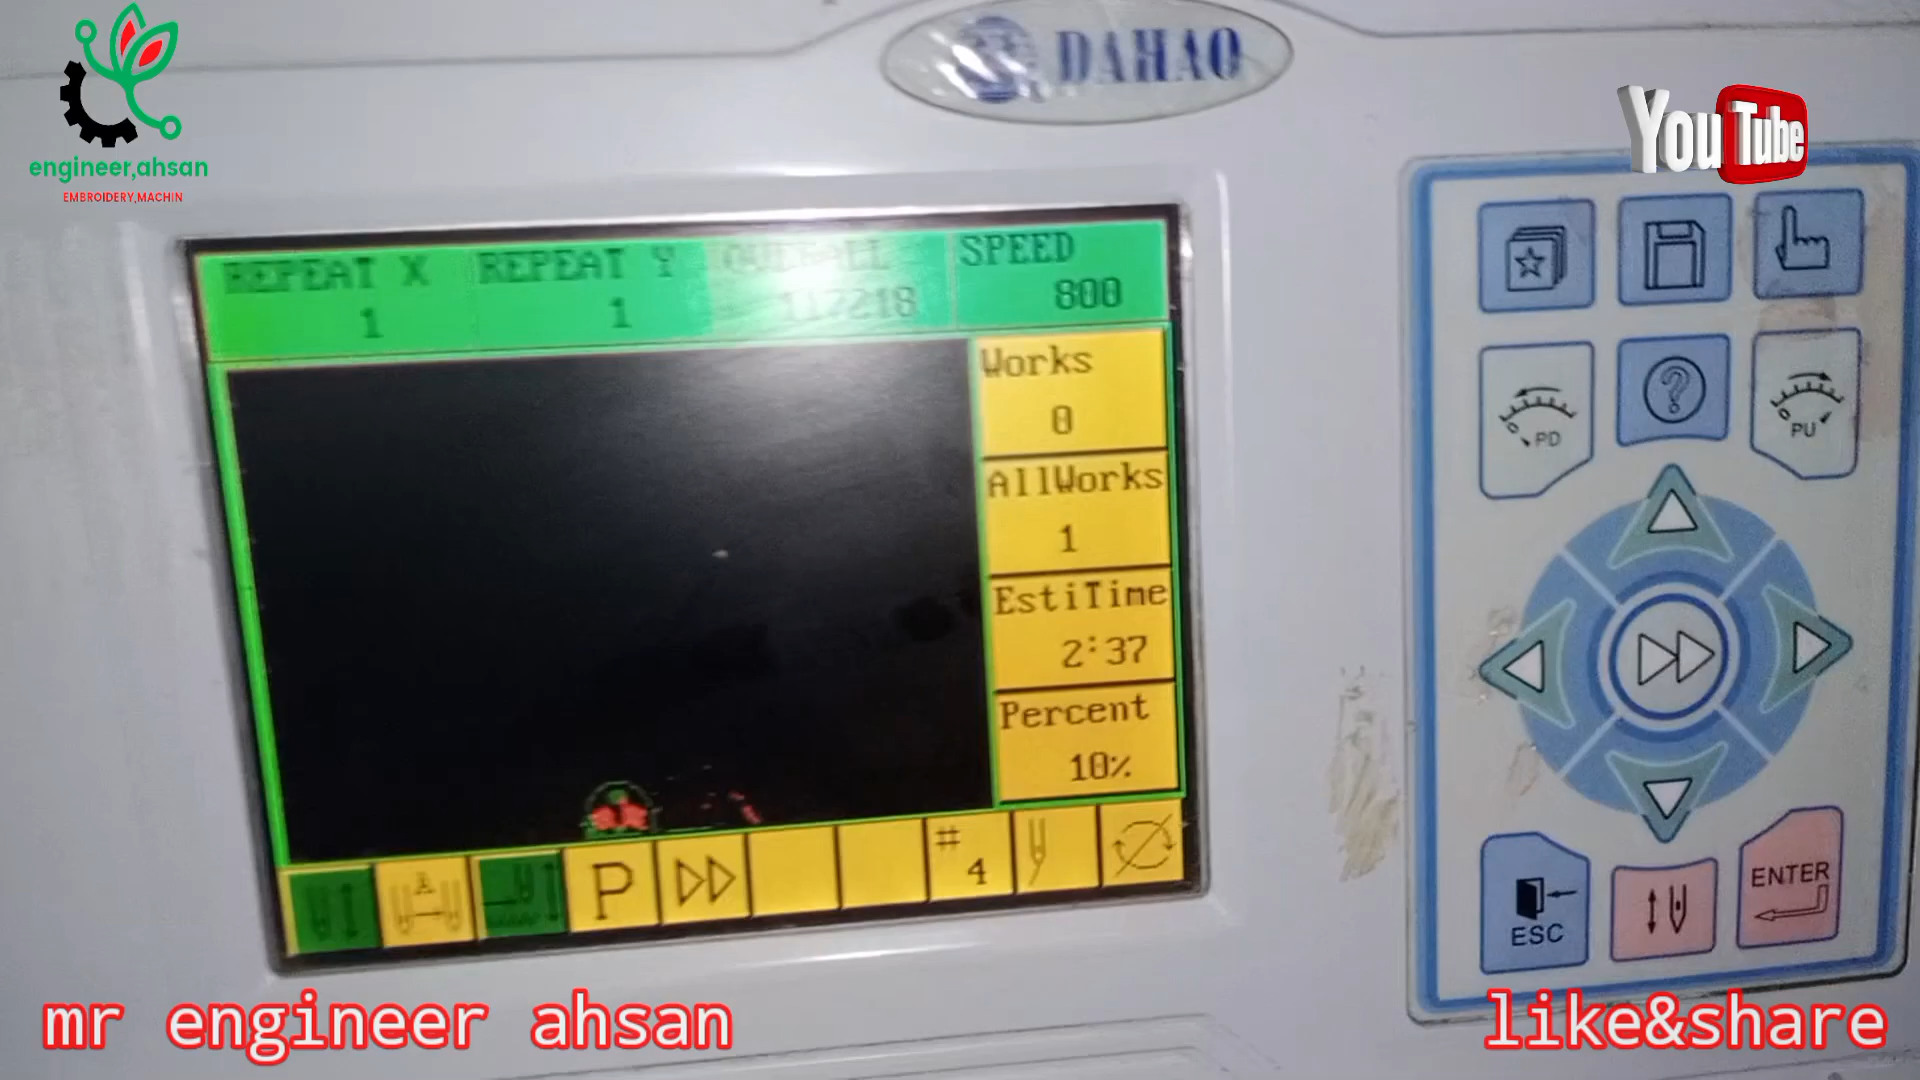 DAHAO
engineer,ahsan
EMBROIDERY,MACHIN
YouTube
REPEAT X
1
REPEAT Y
1
SPEED
800
Works
0
AllWorks
1
EstiTime
2:37
Percent
10%
P
#
4
PD
PU
ESC
ENTER
mr engineer ahsan
like&share